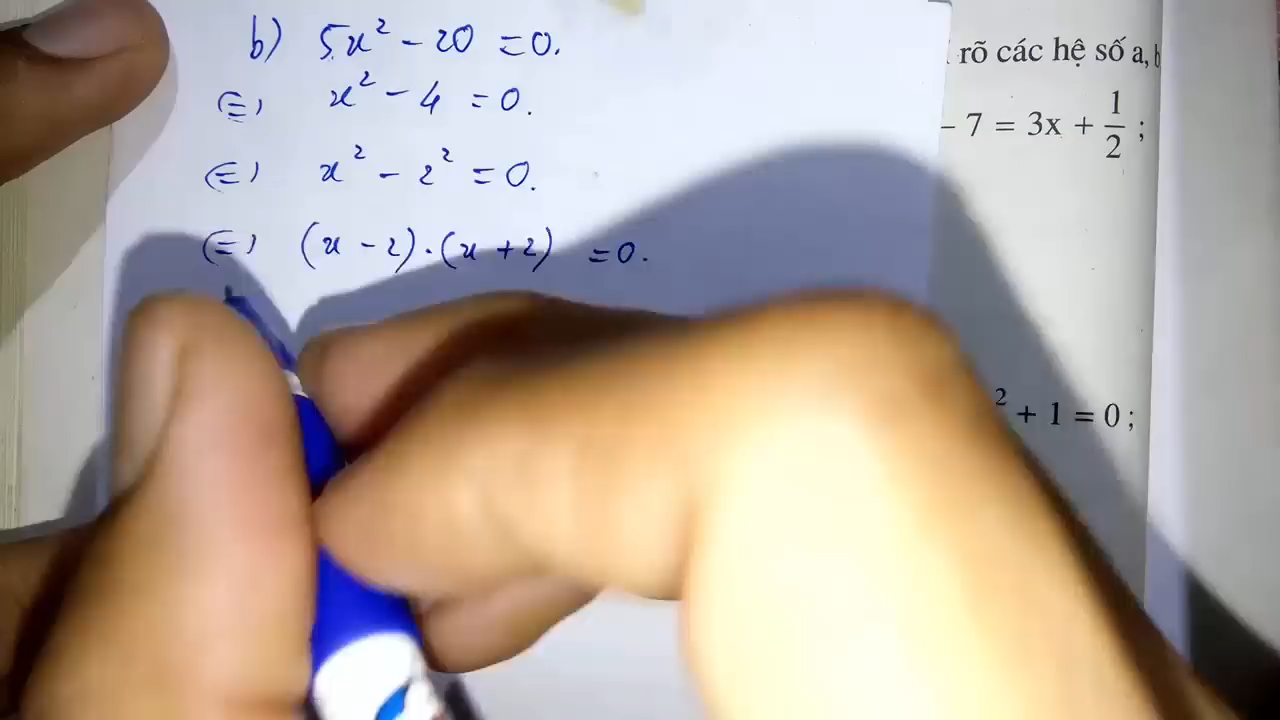 b) 5x² - 20 = 0.
⇔ x² - 4 = 0.
⇔ x² - 2² = 0.
⇔ (x - 2).(x + 2) = 0.
rõ các hệ số a, b
- 7 = 3x + 1/2 ;
² + 1 = 0 ;